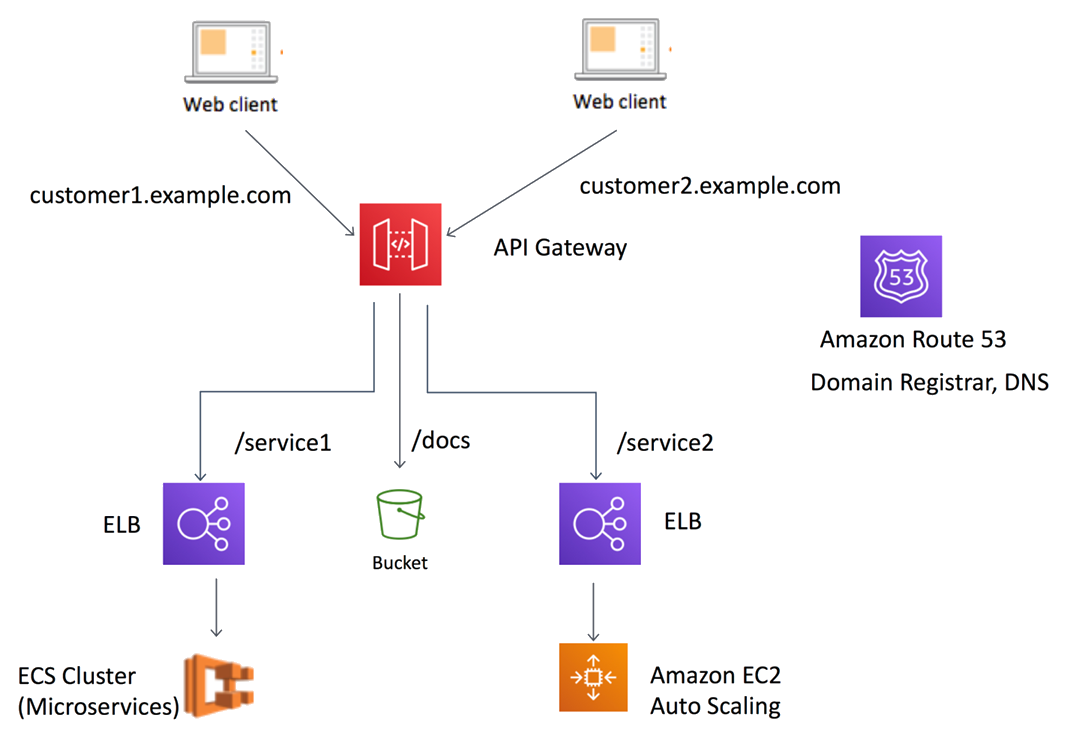 Web client
Web client
customer1.example.com
customer2.example.com
</>
API Gateway
53
Amazon Route 53
Domain Registrar, DNS
/service1
/docs
/service2
ELB
ELB
Bucket
ECS Cluster
(Microservices)
Amazon EC2
Auto Scaling